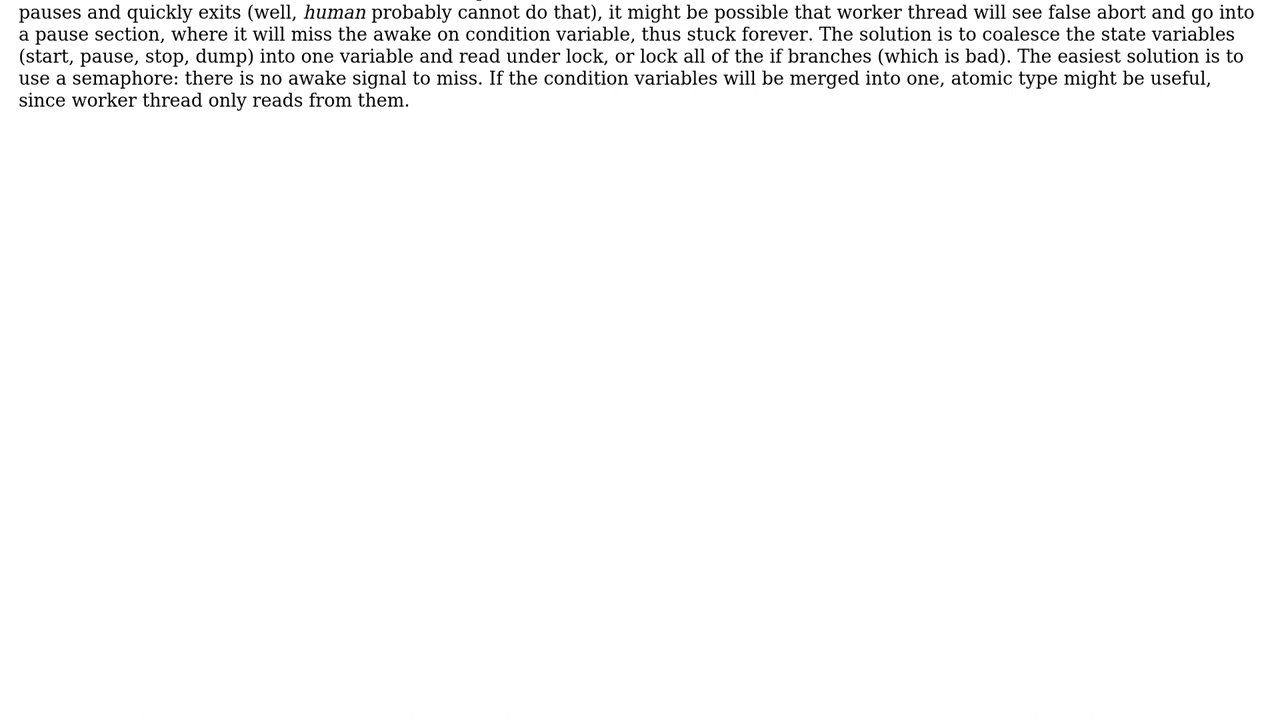 pauses and quickly exits (well, human probably cannot do that), it might be possible that worker thread will see false abort and go into
a pause section, where it will miss the awake on condition variable, thus stuck forever. The solution is to coalesce the state variables
(start, pause, stop, dump) into one variable and read under lock, or lock all of the if branches (which is bad). The easiest solution is to
use a semaphore: there is no awake signal to miss. If the condition variables will be merged into one, atomic type might be useful,
since worker thread only reads from them.